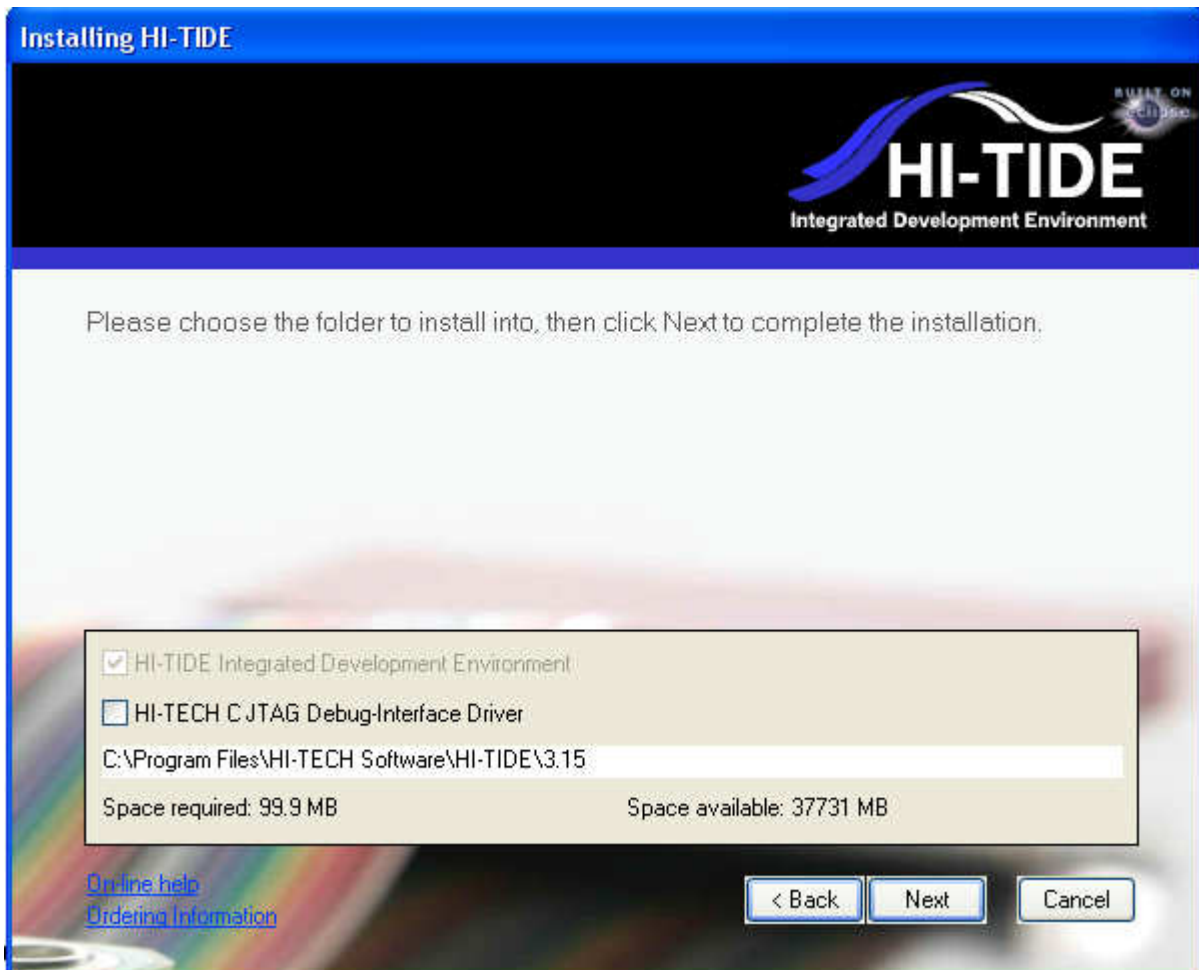 Installing HI-TIDE
BUILT ON
eclipse
HI-TIDE
Integrated Development Environment
Please choose the folder to install into, then click Next to complete the installation.
HI-TIDE Integrated Development Environment
HI-TECH C JTAG Debug-Interface Driver
C:\Program Files\HI-TECH Software\HI-TIDE\3.15
Space required: 99.9 MB Space available: 37731 MB
On-line help
Ordering Information
< Back Next Cancel